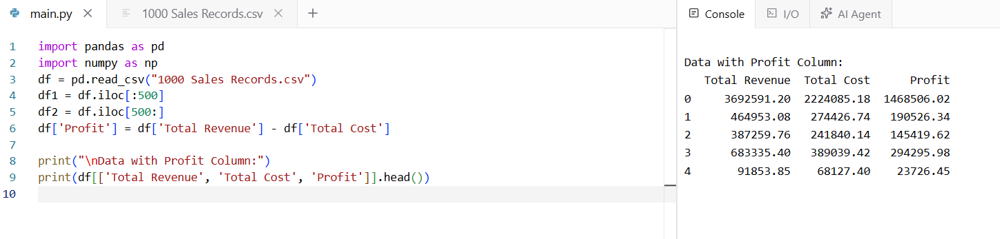 main.py 1000 Sales Records.csv
Console I/O AI Agent
1 import pandas as pd
2 import numpy as np
3 df = pd.read_csv("1000 Sales Records.csv")
4 df1 = df.iloc[:500]
5 df2 = df.iloc[500:]
6 df['Profit'] = df['Total Revenue'] - df['Total Cost']
7
8 print("\nData with Profit Column:")
9 print(df[['Total Revenue', 'Total Cost', 'Profit']].head())
10
Data with Profit Column:
Total Revenue Total Cost Profit
0 3692591.20 2224085.18 1468506.02
1 464953.08 274426.74 190526.34
2 387259.76 241840.14 145419.62
3 683335.40 389039.42 294295.98
4 91853.85 68127.40 23726.45